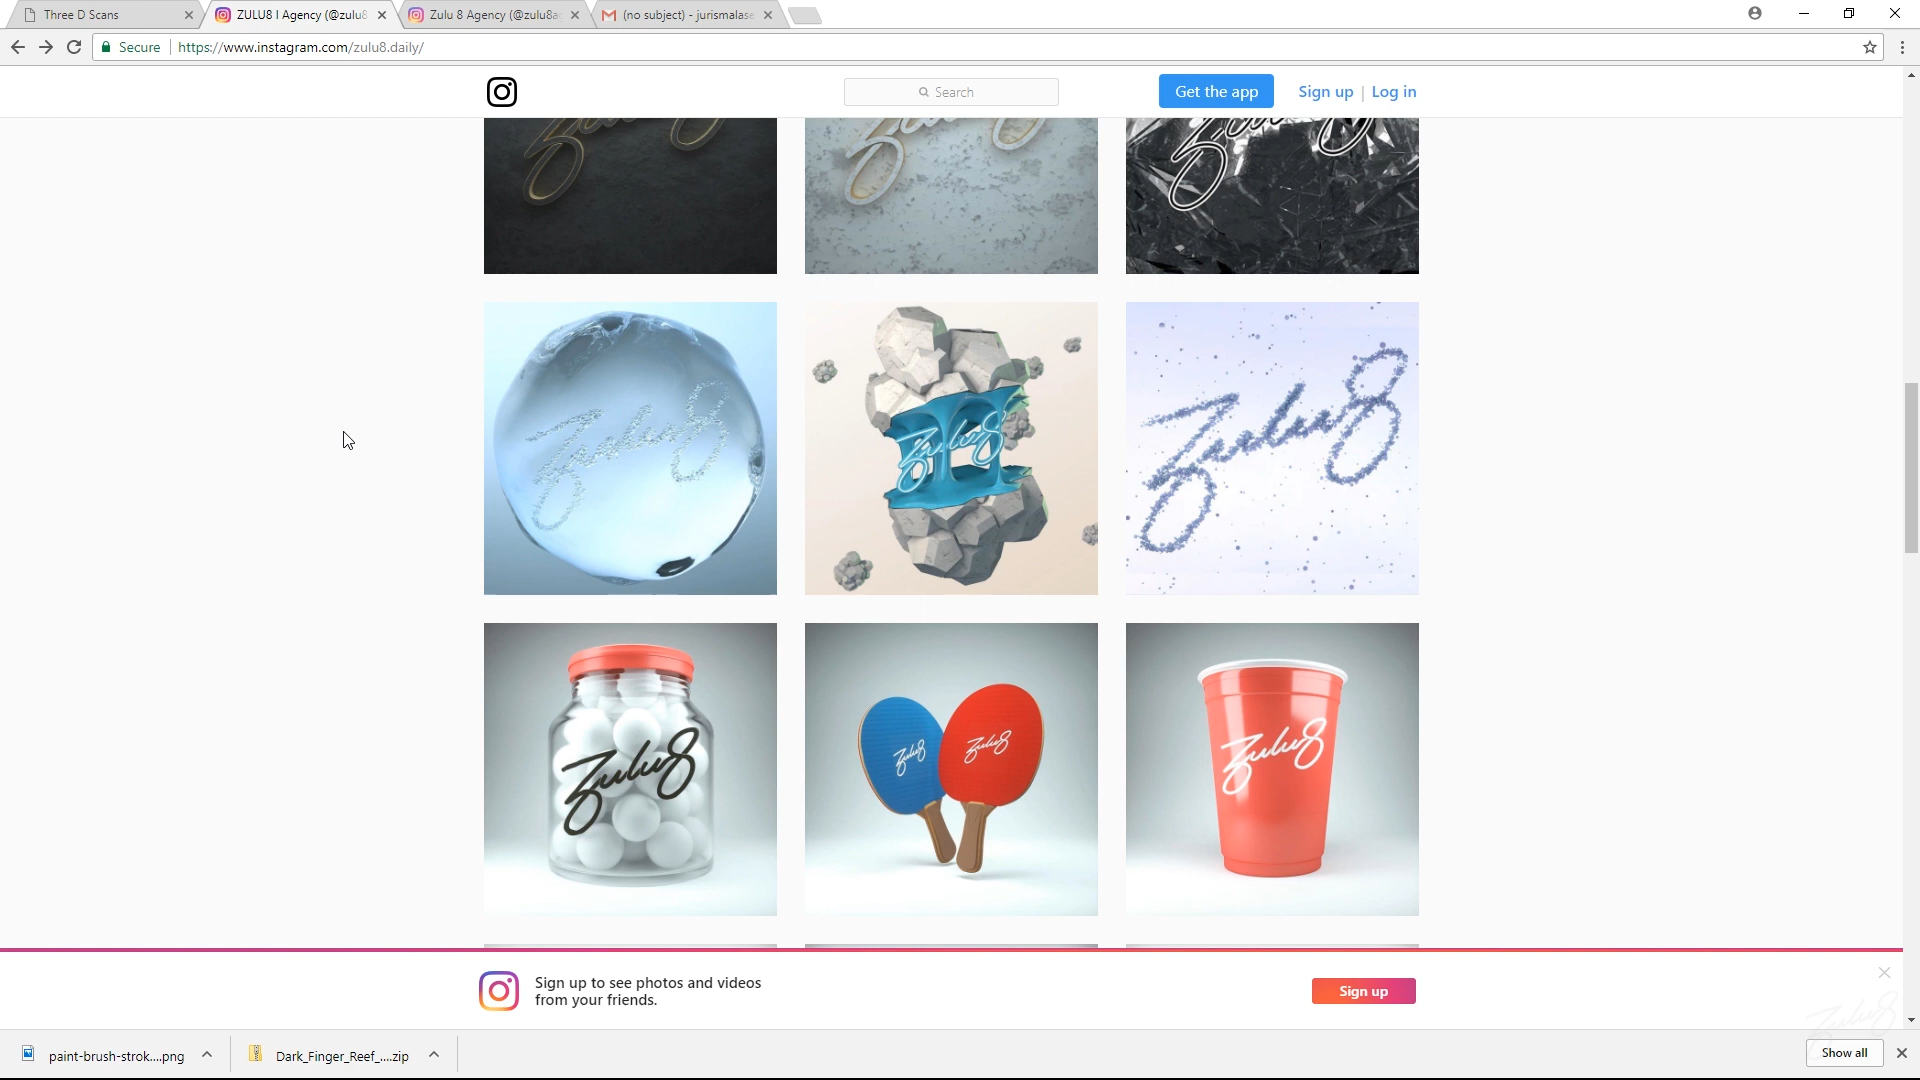 Three D Scans
ZULU8 I Agency (@zulu8
Zulu 8 Agency (@zulu8a
(no subject) - jurismalase
Secure
https://www.instagram.com/zulu8.daily/
Search
Get the app
Sign up | Log in
Zulu8
Zulu8
Zulu8
Zulu8
Zulu8
Zulu8
Zulu8
Sign up to see photos and videos
from your friends.
Sign up
Zulu8
paint-brush-strok....png
Dark_Finger_Reef_....zip
Show all